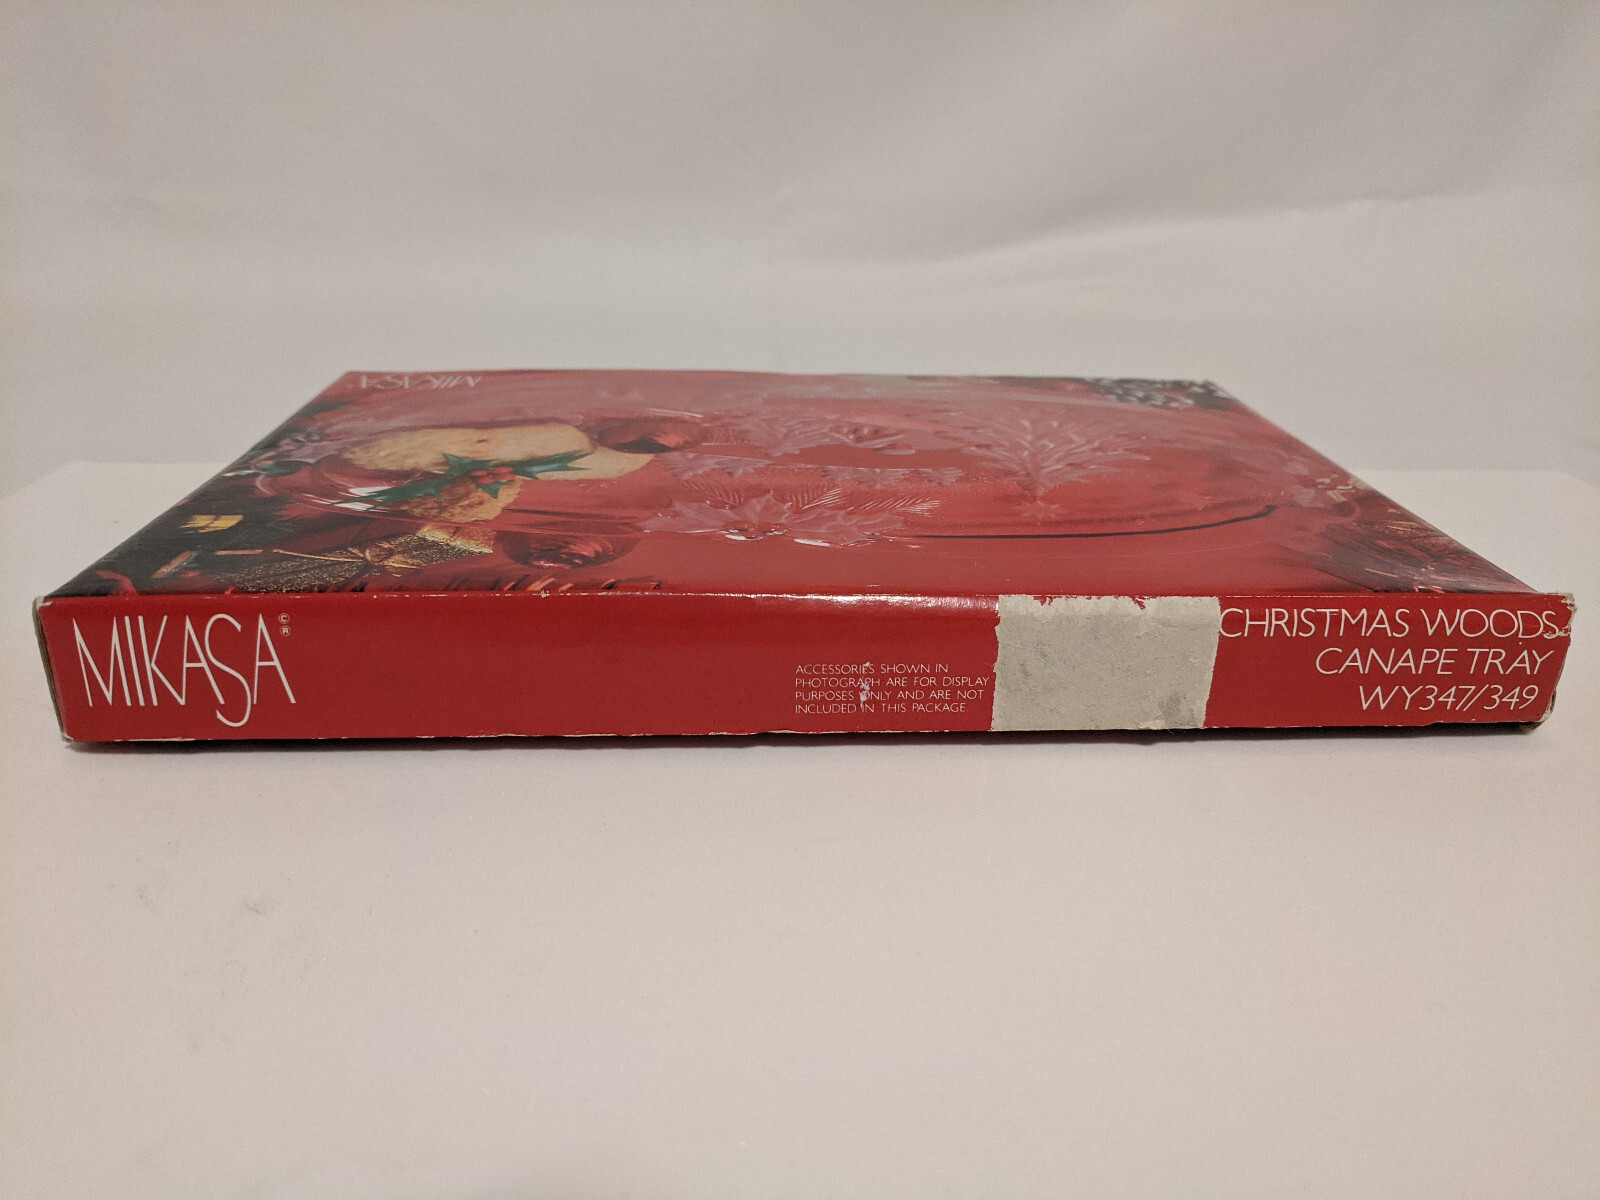 MIKASA
MIKASA ©
®
ACCESSORIES SHOWN IN
PHOTOGRAPH ARE FOR DISPLAY
PURPOSES ONLY AND ARE NOT
INCLUDED IN THIS PACKAGE
CHRISTMAS WOODS
CANAPE TRAY
WY347//349